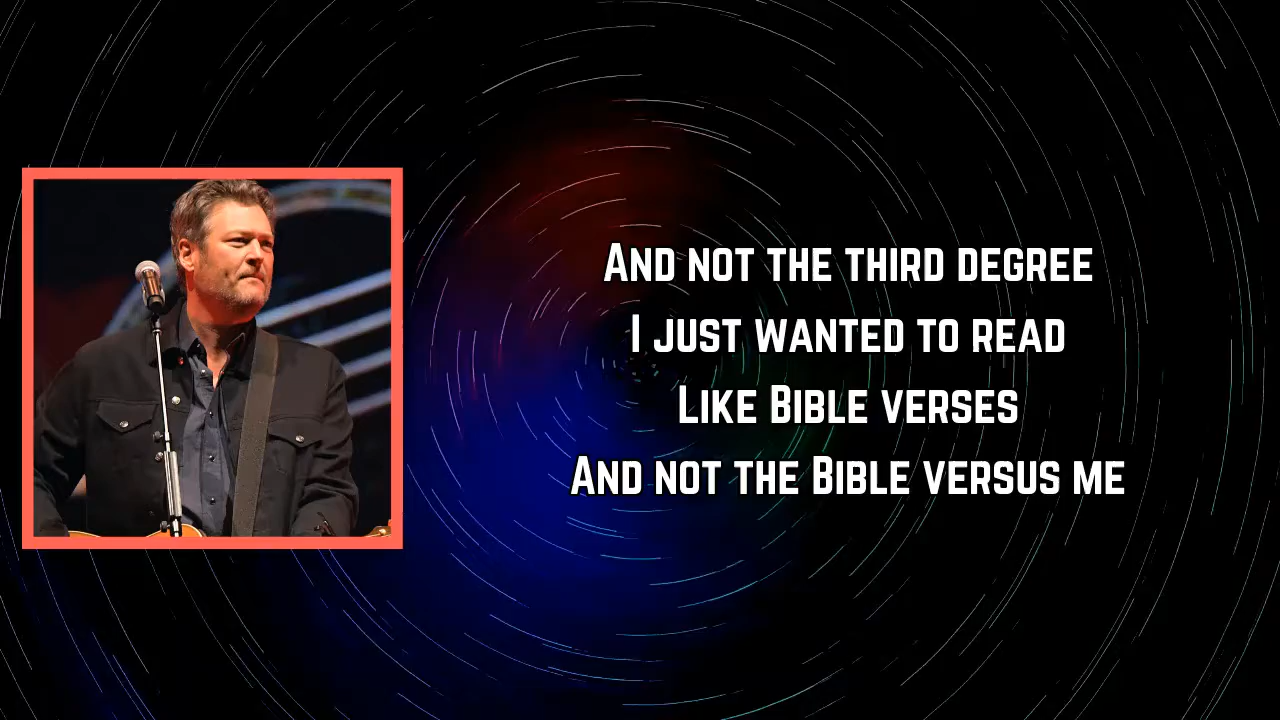 And not the third degree
I just wanted to read
Like Bible verses
And not the Bible versus me